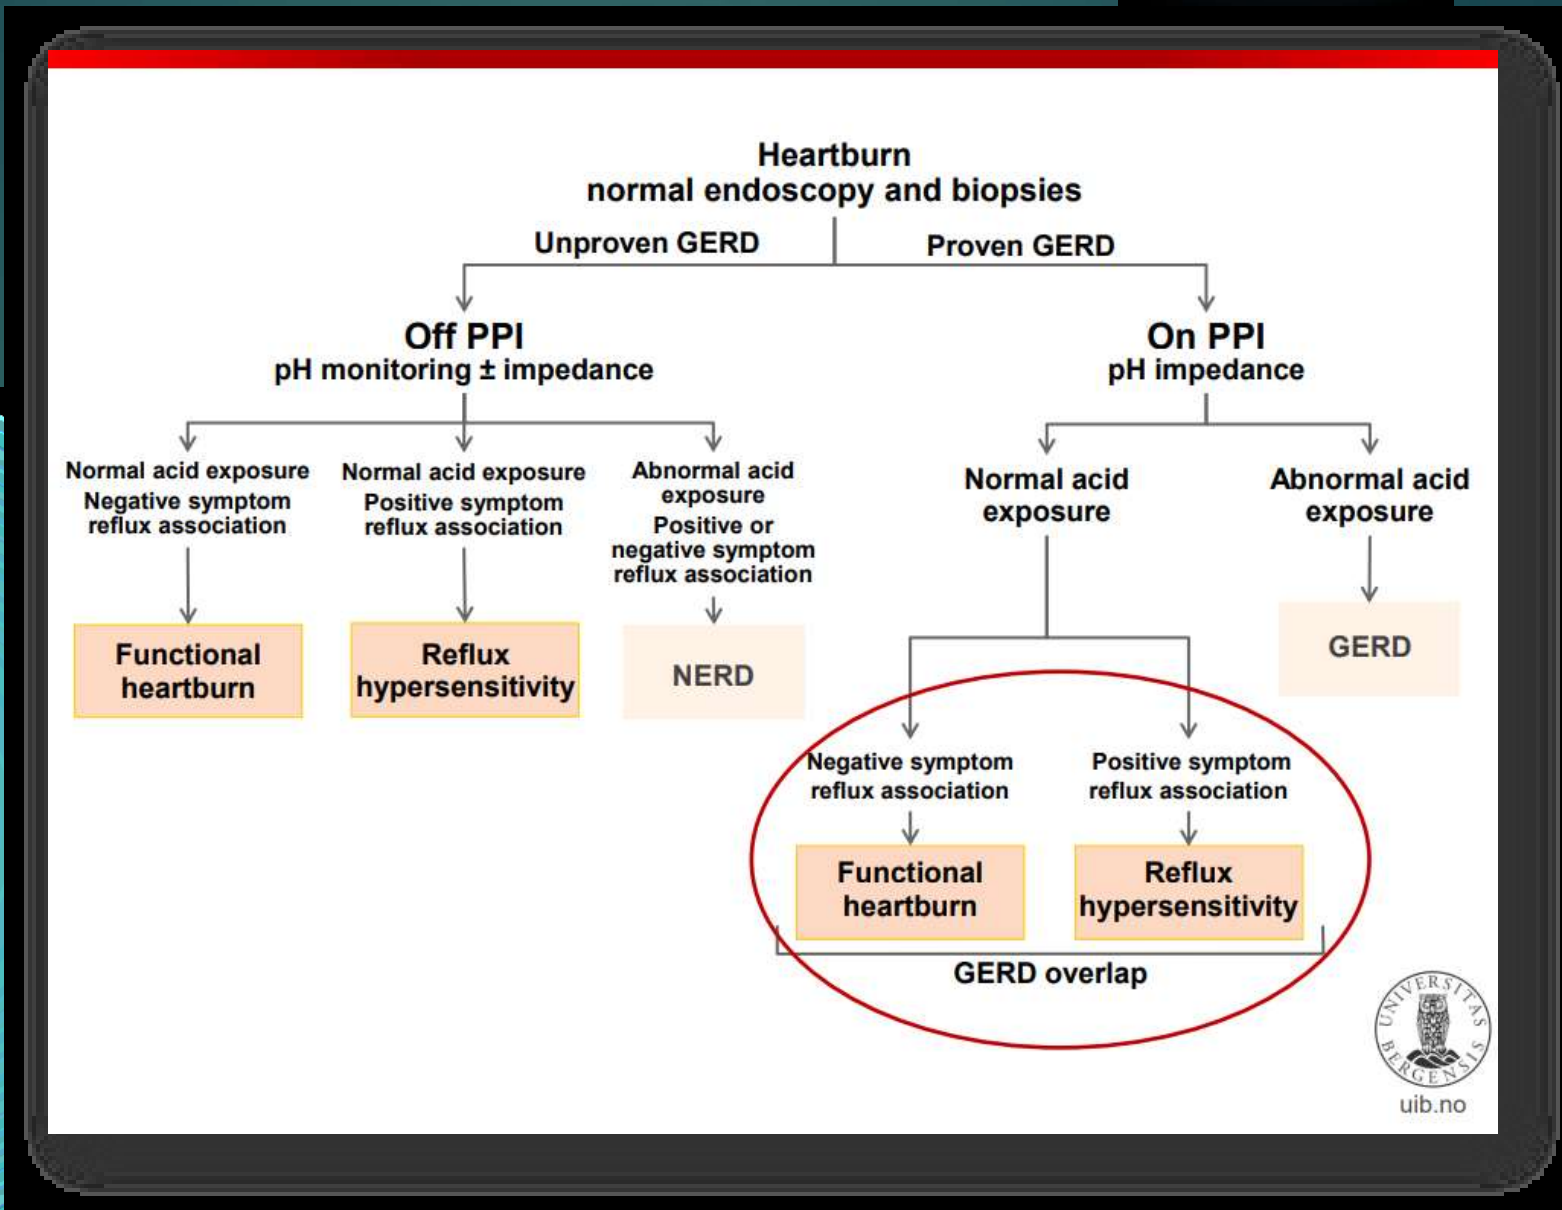 Heartburn
normal endoscopy and biopsies
Unproven GERD
Proven GERD
Off PPI
pH monitoring ± impedance
On PPI
pH impedance
Normal acid exposure
Negative symptom
reflux association
Normal acid exposure
Positive symptom
reflux association
Abnormal acid
exposure
Positive or
negative symptom
reflux association
Normal acid
exposure
Abnormal acid
exposure
Functional
heartburn
Reflux
hypersensitivity
NERD
GERD
Negative symptom
reflux association
Positive symptom
reflux association
Functional
heartburn
Reflux
hypersensitivity
GERD overlap
UNIVERSITAS
BERGENSIS
uib.no